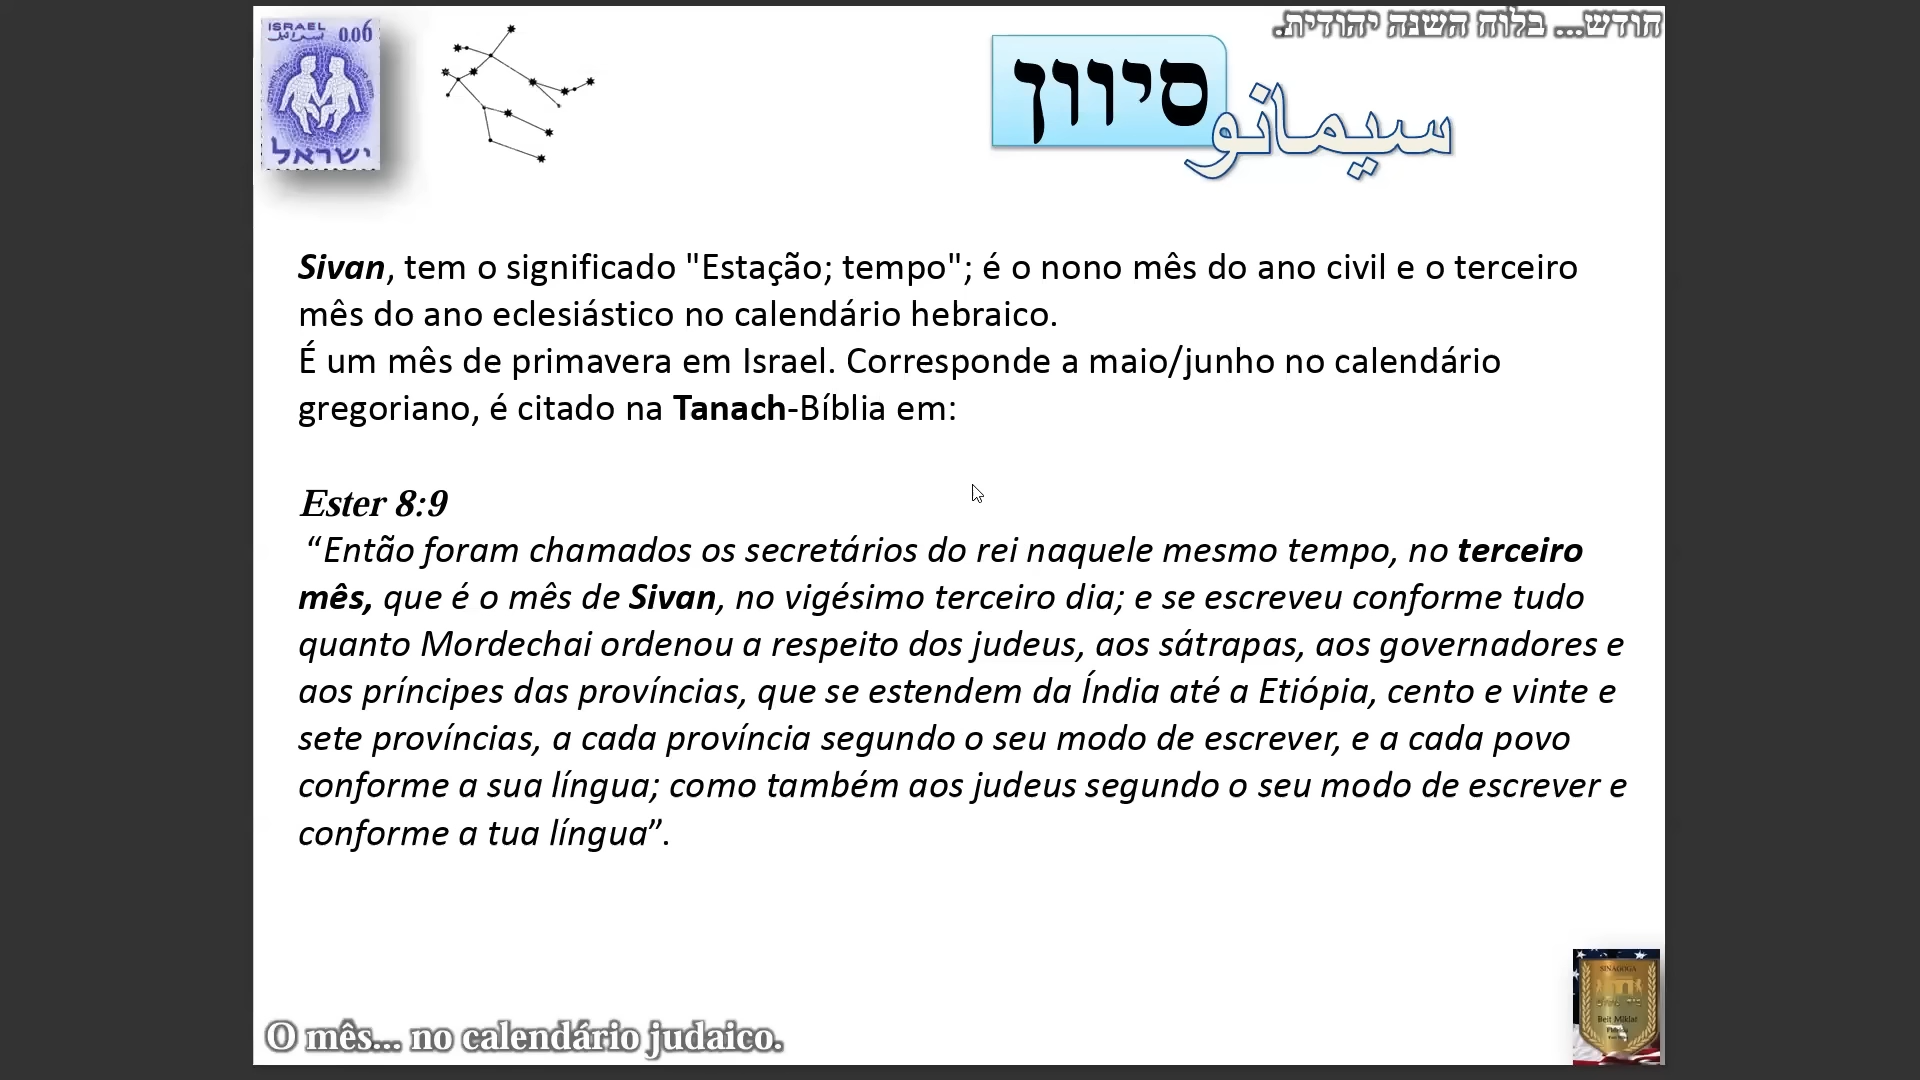 חודש... בלוח השנה יהודית.
ISRAEL 0.06
اسرائيل
ישראל
סיוון
سيمانو
Sivan, tem o significado "Estação; tempo"; é o nono mês do ano civil e o terceiro
mês do ano eclesiástico no calendário hebraico.
É um mês de primavera em Israel. Corresponde a maio/junho no calendário
gregoriano, é citado na Tanach-Bíblia em:
Ester 8:9
“Então foram chamados os secretários do rei naquele mesmo tempo, no terceiro
mês, que é o mês de Sivan, no vigésimo terceiro dia; e se escreveu conforme tudo
quanto Mordechai ordenou a respeito dos judeus, aos sátrapas, aos governadores e
aos príncipes das províncias, que se estendem da Índia até a Etiópia, cento e vinte e
sete províncias, a cada província segundo o seu modo de escrever, e a cada povo
conforme a sua língua; como também aos judeus segundo o seu modo de escrever e
conforme a tua língua”.
SINAGOGA
Beit Miklat
O mês... no calendário judaico.